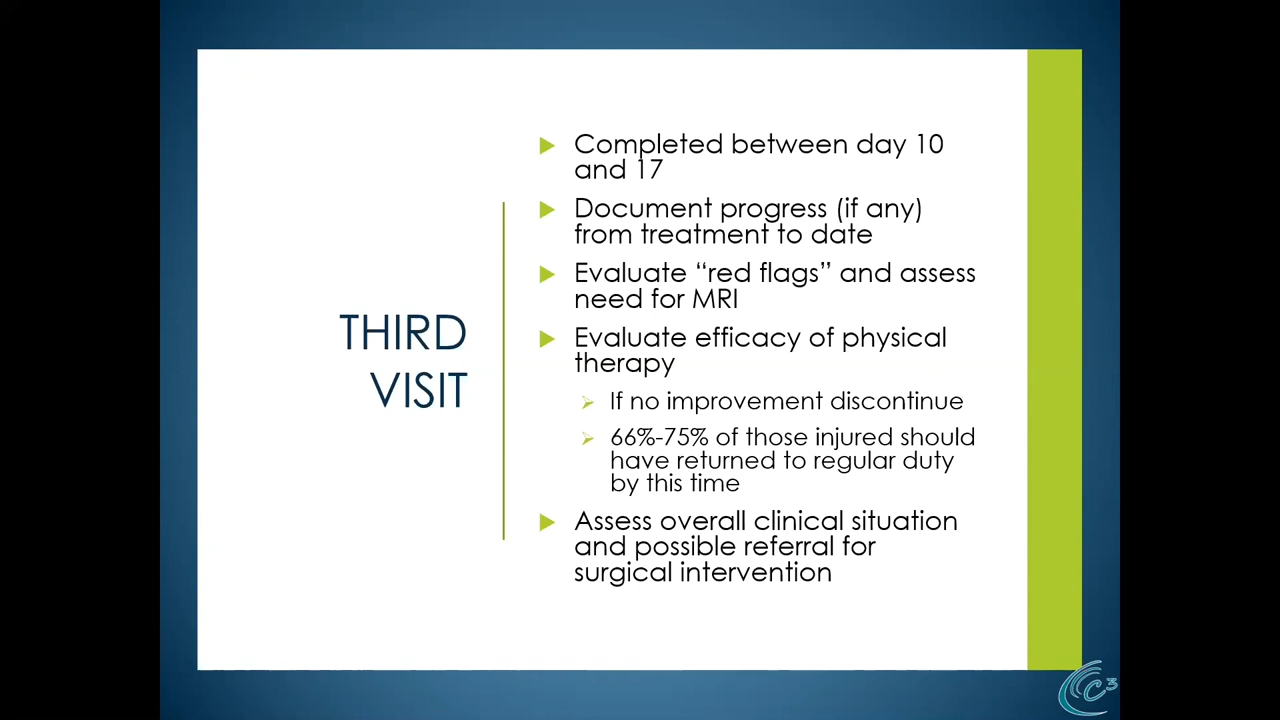 THIRD
VISIT
Completed between day 10
and 17
Document progress (if any)
from treatment to date
Evaluate “red flags” and assess
need for MRI
Evaluate efficacy of physical
therapy
If no improvement discontinue
66%-75% of those injured should
have returned to regular duty
by this time
Assess overall clinical situation
and possible referral for
surgical intervention
C³